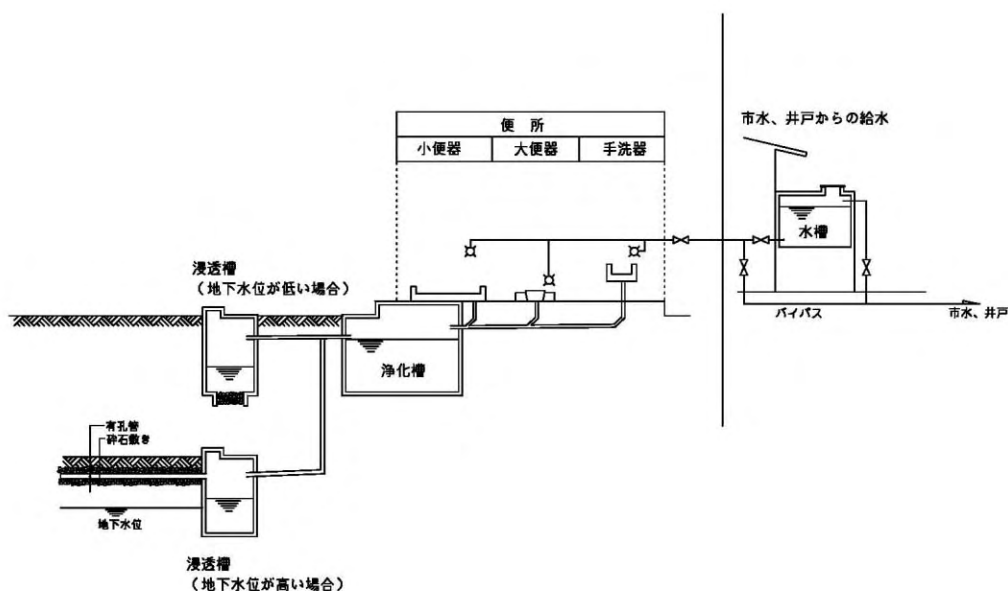 便 所
小便器 大便器 手洗器
市水、井戸からの給水
水槽
浸透槽
（地下水位が低い場合）
バイパス
市水、井戸
浄化槽
有孔管
砕石敷き
地下水位
浸透槽
（地下水位が高い場合）